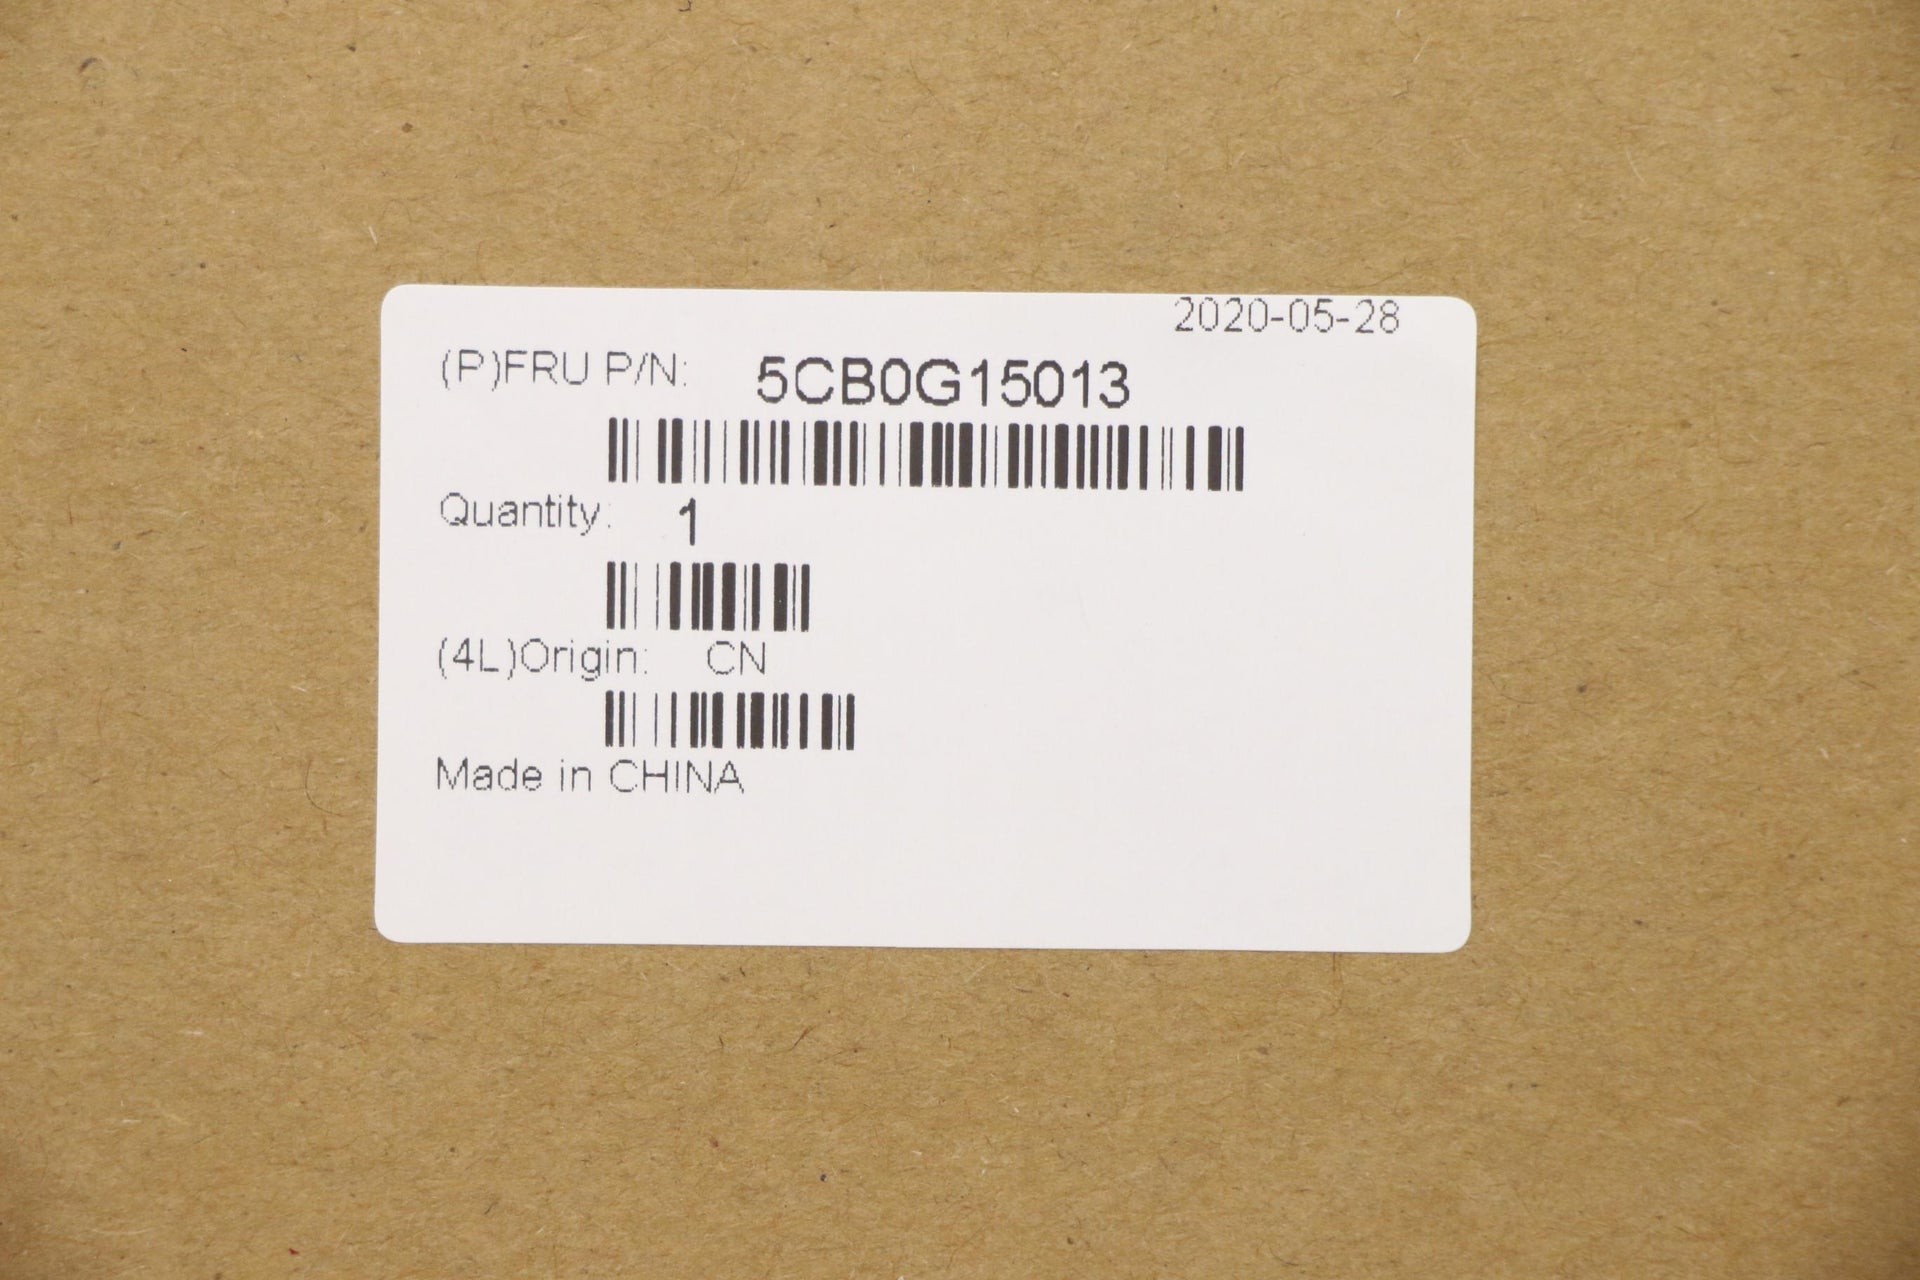 2020-05-28
(P)FRU P/N: 5CB0G15013
Quantity: 1
(4L)Origin: CN
Made in CHINA